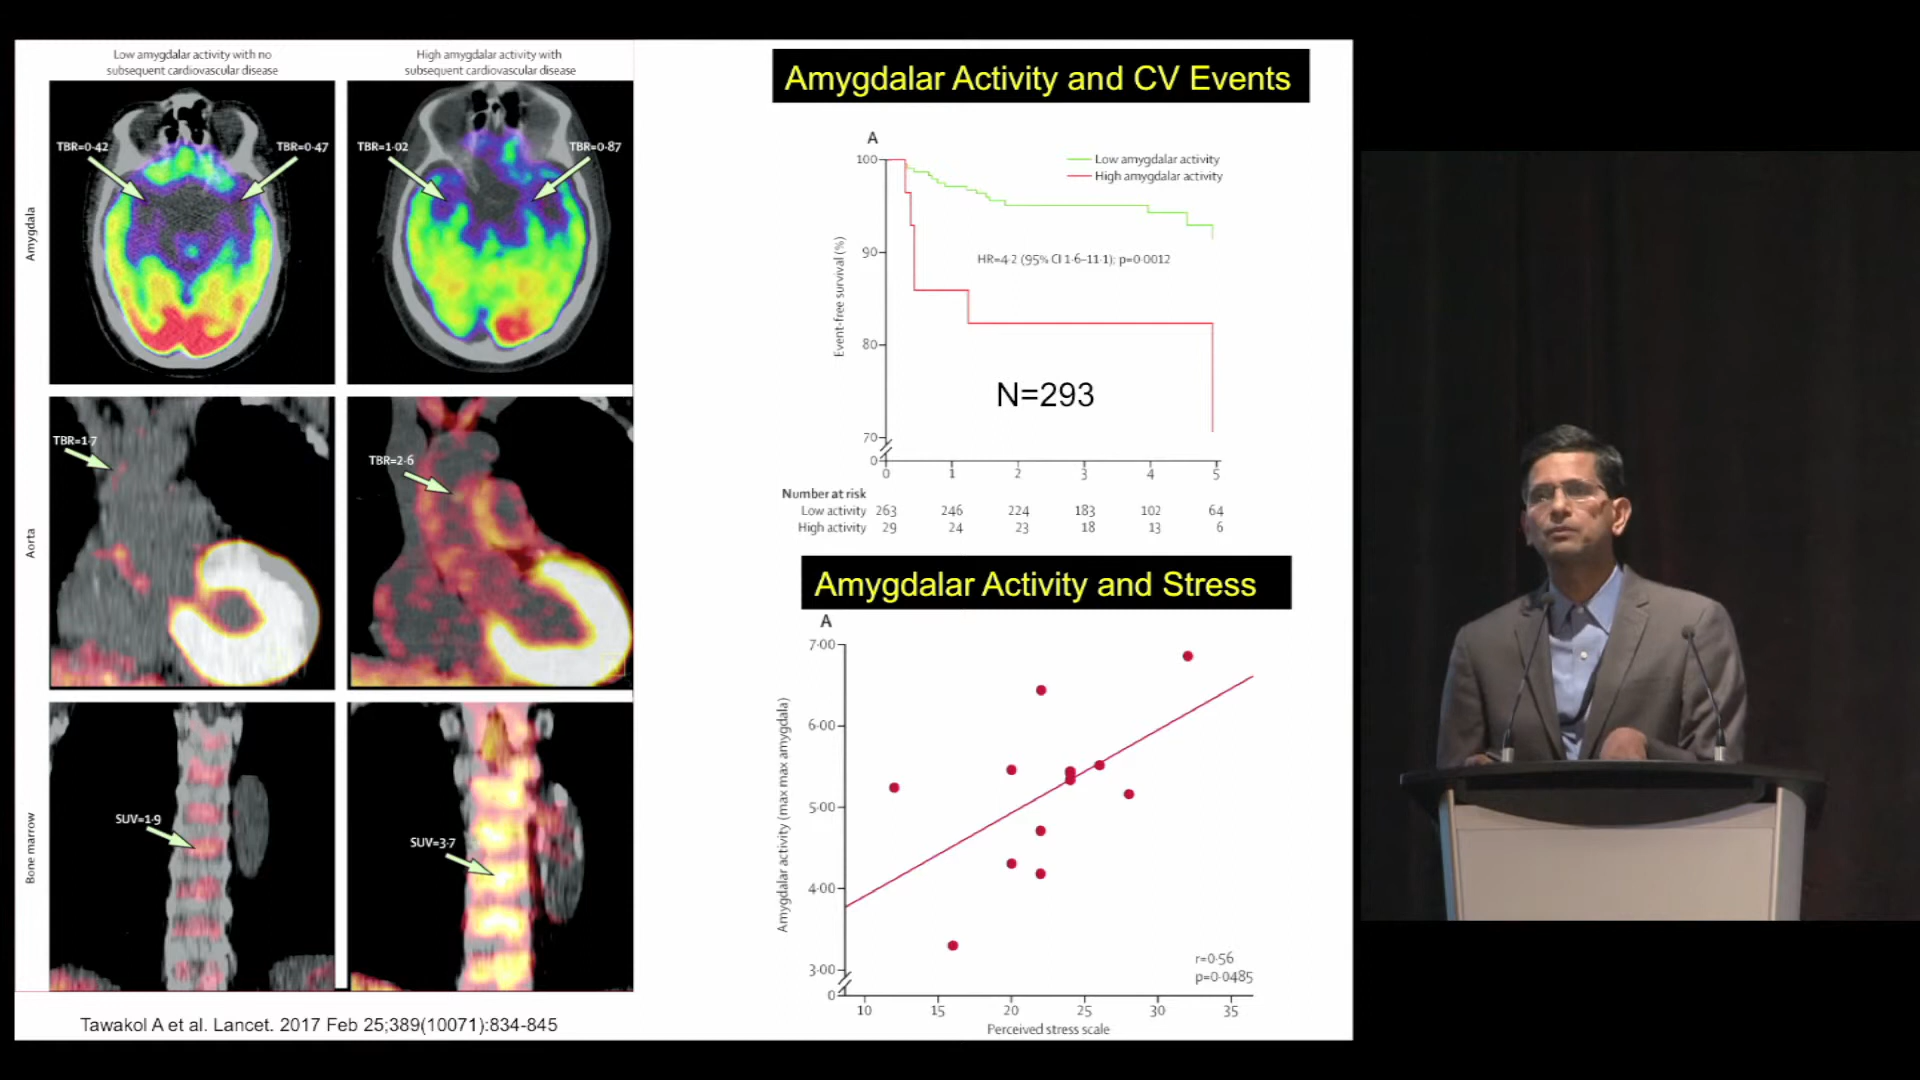 Low amygdalar activity with no
subsequent cardiovascular disease
High amygdalar activity with
subsequent cardiovascular disease
Amygdala
TBR=0·42
TBR=0·47
TBR=1·02
TBR=0·87
Aorta
TBR=1·7
TBR=2·6
Bone marrow
SUV=1·9
SUV=3·7
Tawakol A et al. Lancet. 2017 Feb 25;389(10071):834-845
Amygdalar Activity and CV Events
A
Low amygdalar activity
High amygdalar activity
Event-free survival (%)
100
90
80
70
0
HR=4·2 (95% CI 1·6–11·1); p=0·0012
N=293
0 1 2 3 4 5
Number at risk
Low activity 263 246 224 183 102 64
High activity 29 24 23 18 13 6
Amygdalar Activity and Stress
A
Amygdalar activity (max max amygdala)
7·00
6·00
5·00
4·00
3·00
0
r=0·56
p=0·0485
10 15 20 25 30 35
Perceived stress scale